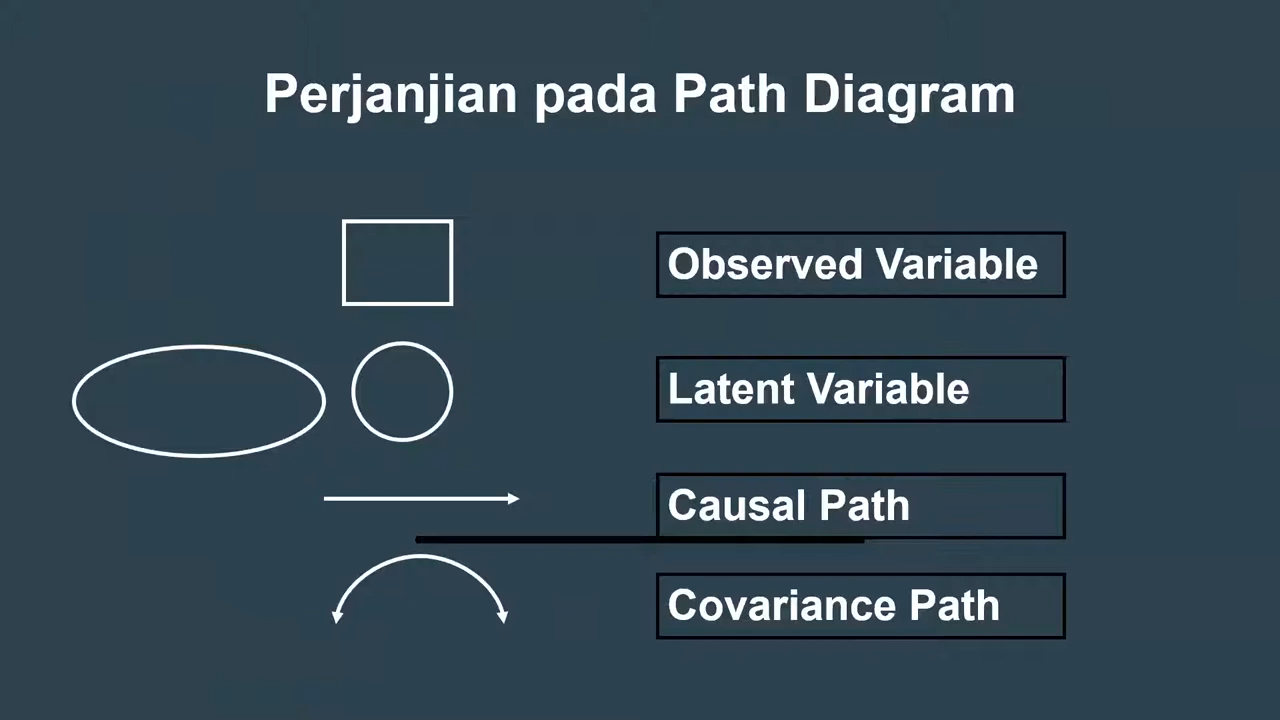 Perjanjian pada Path Diagram
Observed Variable
Latent Variable
Causal Path
Covariance Path